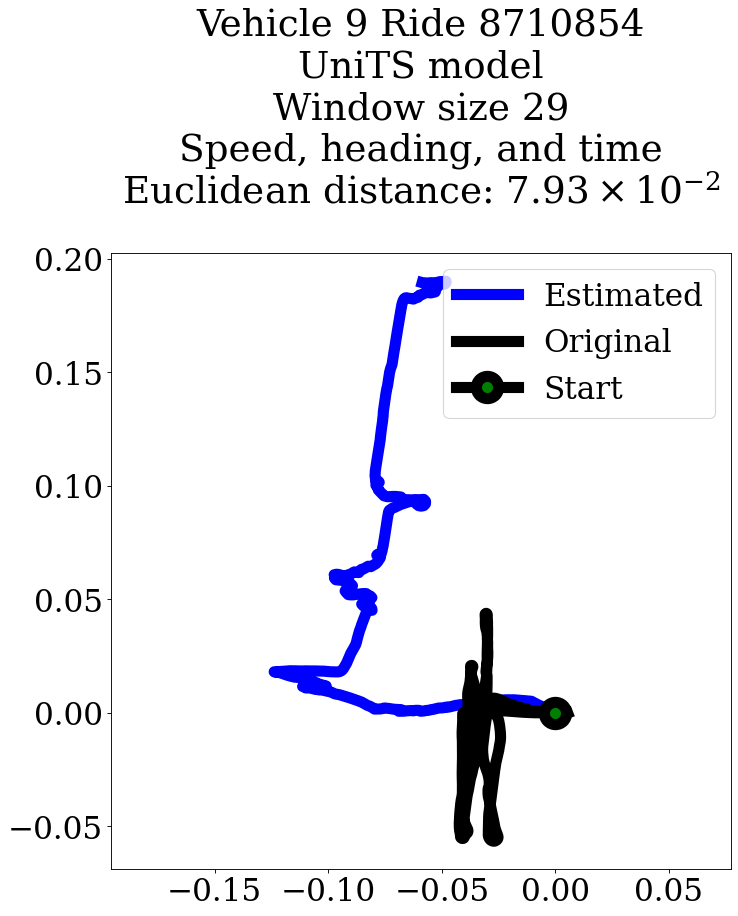 Vehicle 9 Ride 8710854
UniTS model
Window size 29
Speed, heading, and time
Euclidean distance: 7.93 × 10⁻²
0.20
Estimated
0.15
Original
Start
0.10
0.05
0.00
−0.05
−0.15 −0.10 −0.05 0.00 0.05